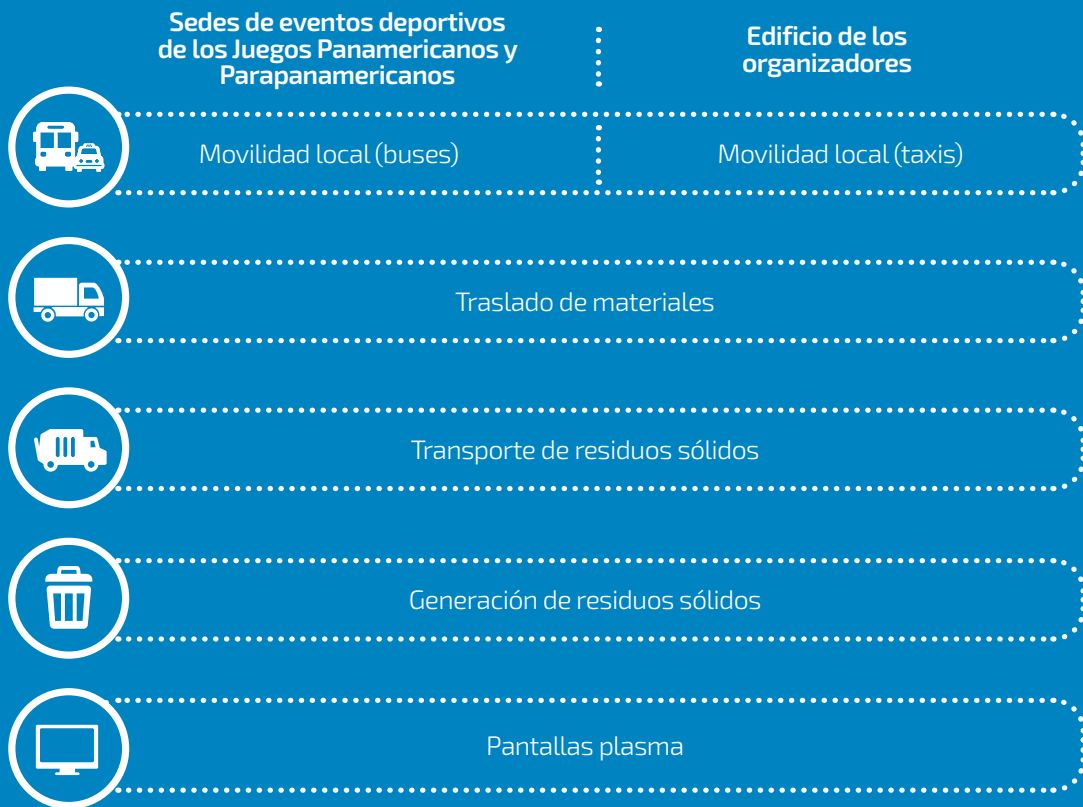 Sedes de eventos deportivos
de los Juegos Panamericanos y
Parapanamericanos
Edificio de los
organizadores
Movilidad local (buses)
Movilidad local (taxis)
Traslado de materiales
Transporte de residuos sólidos
Generación de residuos sólidos
Pantallas plasma